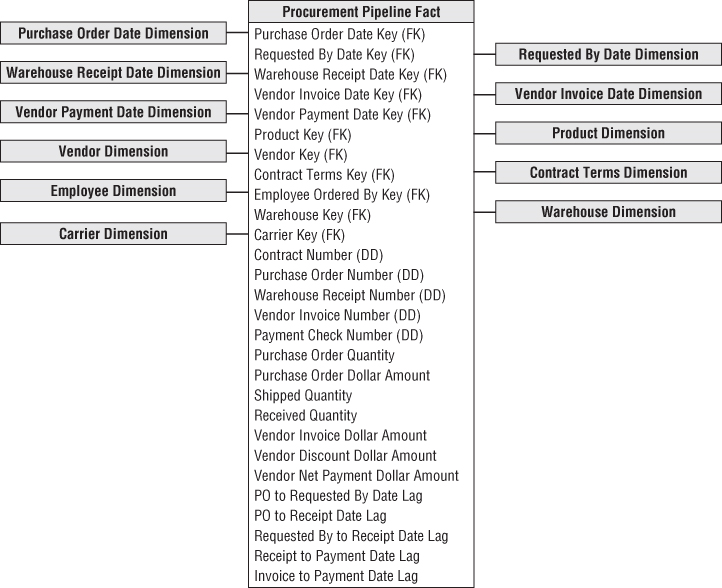 Procurement Pipeline Fact
Purchase Order Date Dimension
Warehouse Receipt Date Dimension
Vendor Payment Date Dimension
Vendor Dimension
Employee Dimension
Carrier Dimension
Purchase Order Date Key (FK)
Requested By Date Key (FK)
Warehouse Receipt Date Key (FK)
Vendor Invoice Date Key (FK)
Vendor Payment Date Key (FK)
Product Key (FK)
Vendor Key (FK)
Contract Terms Key (FK)
Employee Ordered By Key (FK)
Warehouse Key (FK)
Carrier Key (FK)
Contract Number (DD)
Purchase Order Number (DD)
Warehouse Receipt Number (DD)
Vendor Invoice Number (DD)
Payment Check Number (DD)
Purchase Order Quantity
Purchase Order Dollar Amount
Shipped Quantity
Received Quantity
Vendor Invoice Dollar Amount
Vendor Discount Dollar Amount
Vendor Net Payment Dollar Amount
PO to Requested By Date Lag
PO to Receipt Date Lag
Requested By to Receipt Date Lag
Receipt to Payment Date Lag
Invoice to Payment Date Lag
Requested By Date Dimension
Vendor Invoice Date Dimension
Product Dimension
Contract Terms Dimension
Warehouse Dimension